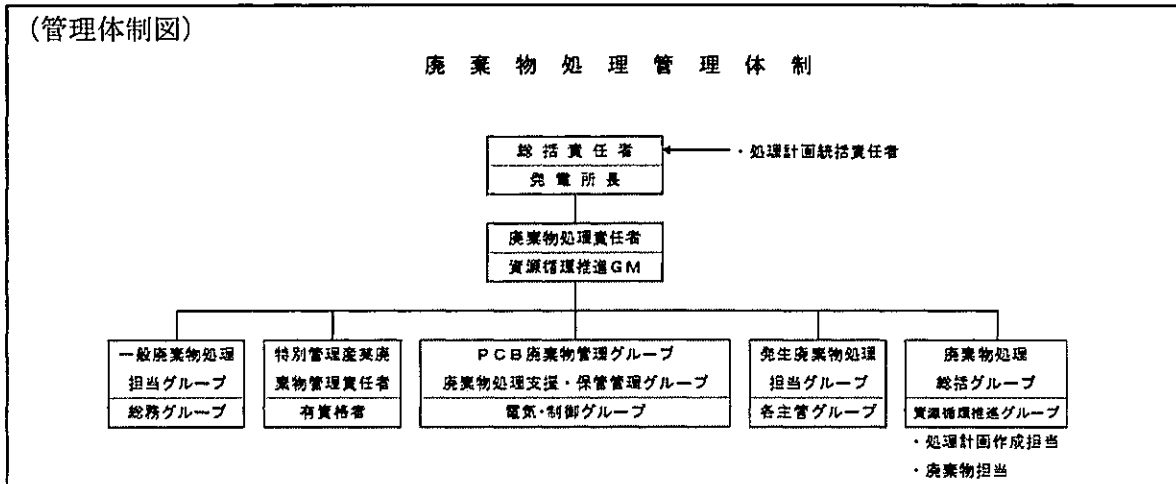 （管理体制図）
廃棄物処理管理体制
総括責任者
発電所長
・処理計画統括責任者
廃棄物処理責任者
資源循環推進GM
一般廃棄物処理
担当グループ
総務グループ
特別管理産業廃
棄物管理責任者
有資格者
PCB廃棄物管理グループ
廃棄物処理支援・保管管理グループ
電気・制御グループ
発生廃棄物処理
担当グループ
各主管グループ
廃棄物処理
総括グループ
資源循環推進グループ
・処理計画作成担当
・廃棄物担当